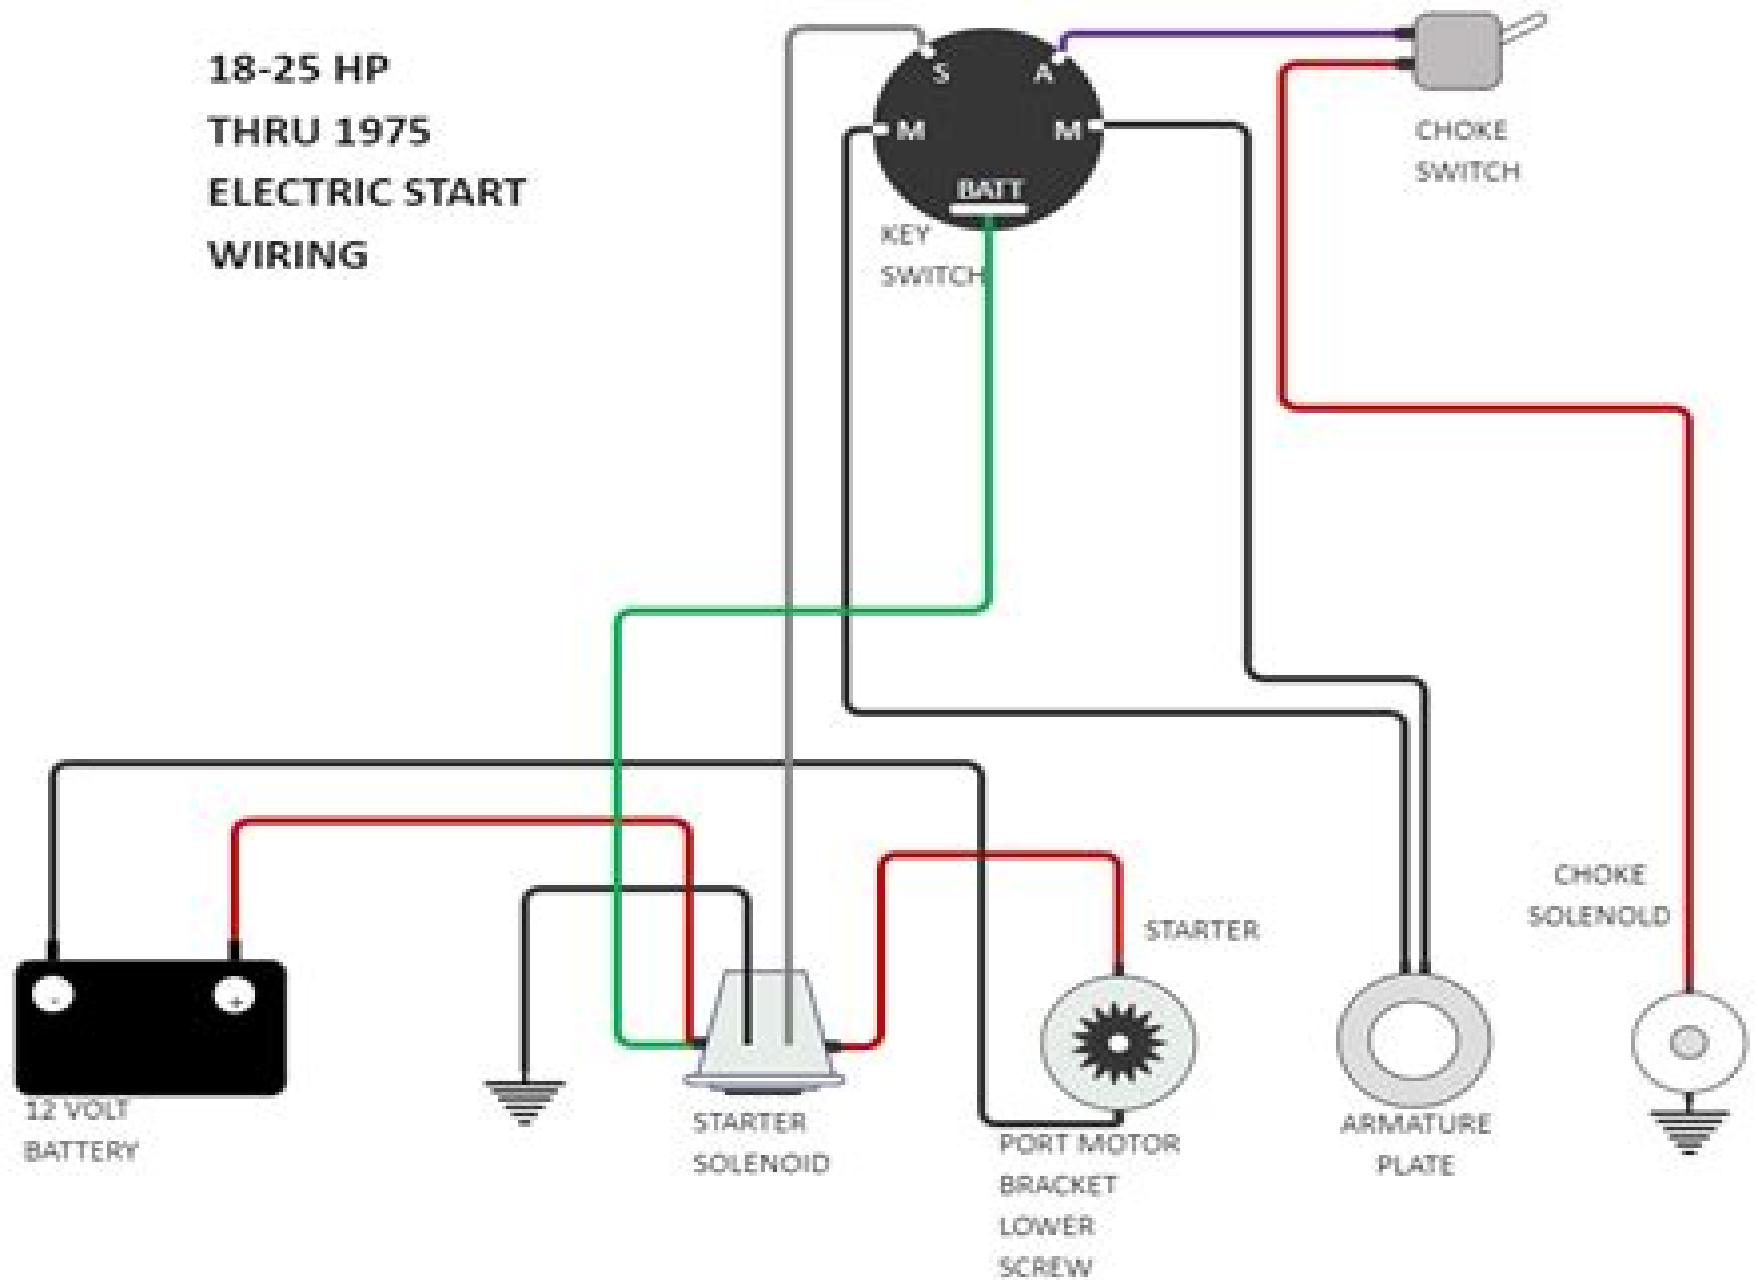 18-25 HP
THRU 1975
ELECTRIC START
WIRING
S
A
M
M
BATT
KEY
SWITCH
CHOKE
SWITCH
CHOKE
SOLENOLD
STARTER
-
+
12 VOLT
BATTERY
STARTER
SOLENOID
PORT MOTOR
BRACKET
LOWER
SCREW
ARMATURE
PLATE